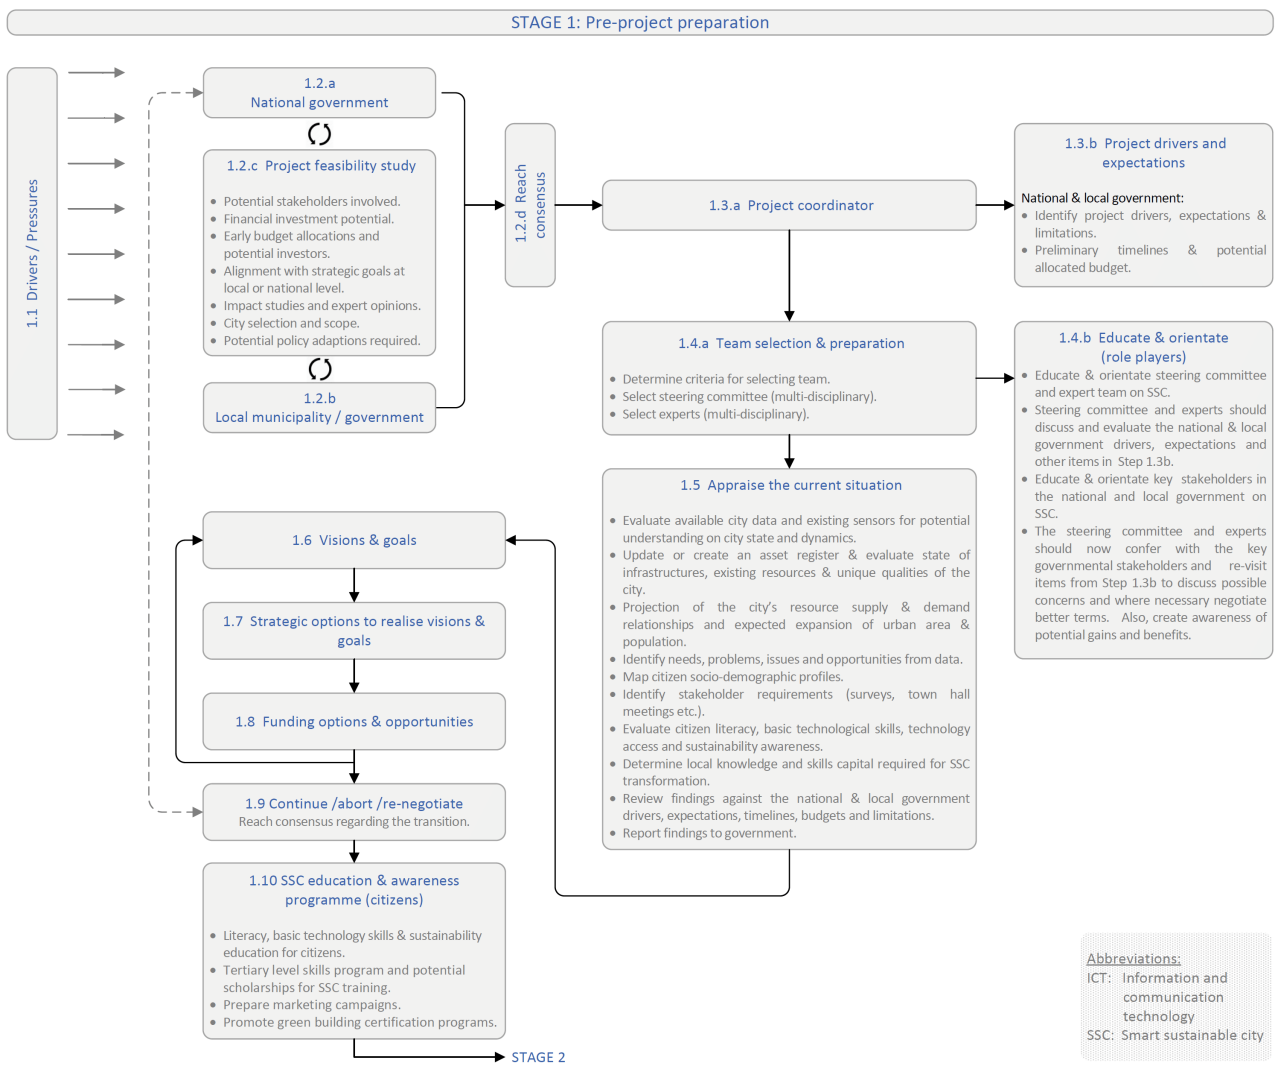 STAGE 1: Pre-project preparation
1.1 Drivers / Pressures
1.2.a
National government
1.2.c Project feasibility study
Potential stakeholders involved.
Financial investment potential.
Early budget allocations and
potential investors.
Alignment with strategic goals at
local or national level.
Impact studies and expert opinions.
City selection and scope.
Potential policy adaptions required.
1.2.b
Local municipality / government
1.2.d Reach
consensus
1.3.a Project coordinator
1.3.b Project drivers and
expectations
National & local government:
Identify project drivers, expectations &
limitations.
Preliminary timelines & potential
allocated budget.
1.4.a Team selection & preparation
Determine criteria for selecting team.
Select steering committee (multi-disciplinary).
Select experts (multi-disciplinary).
1.4.b Educate & orientate
(role players)
Educate & orientate steering committee
and expert team on SSC.
Steering committee and experts should
discuss and evaluate the national & local
government drivers, expectations and
other items in Step 1.3b.
Educate & orientate key stakeholders in
the national and local government on
SSC.
The steering committee and experts
should now confer with the key
governmental stakeholders and re-visit
items from Step 1.3b to discuss possible
concerns and where necessary negotiate
better terms. Also, create awareness of
potential gains and benefits.
1.5 Appraise the current situation
Evaluate available city data and existing sensors for potential
understanding on city state and dynamics.
Update or create an asset register & evaluate state of
infrastructures, existing resources & unique qualities of the
city.
Projection of the city's resource supply & demand
relationships and expected expansion of urban area &
population.
Identify needs, problems, issues and opportunities from data.
Map citizen socio-demographic profiles.
Identify stakeholder requirements (surveys, town hall
meetings etc.).
Evaluate citizen literacy, basic technological skills, technology
access and sustainability awareness.
Determine local knowledge and skills capital required for SSC
transformation.
Review findings against the national & local government
drivers, expectations, timelines, budgets and limitations.
Report findings to government.
1.6 Visions & goals
1.7 Strategic options to realise visions &
goals
1.8 Funding options & opportunities
1.9 Continue /abort /re-negotiate
Reach consensus regarding the transition.
1.10 SSC education & awareness
programme (citizens)
Literacy, basic technology skills & sustainability
education for citizens.
Tertiary level skills program and potential
scholarships for SSC training.
Prepare marketing campaigns.
Promote green building certification programs.
STAGE 2
Abbreviations:
ICT: Information and
communication
technology
SSC: Smart sustainable city